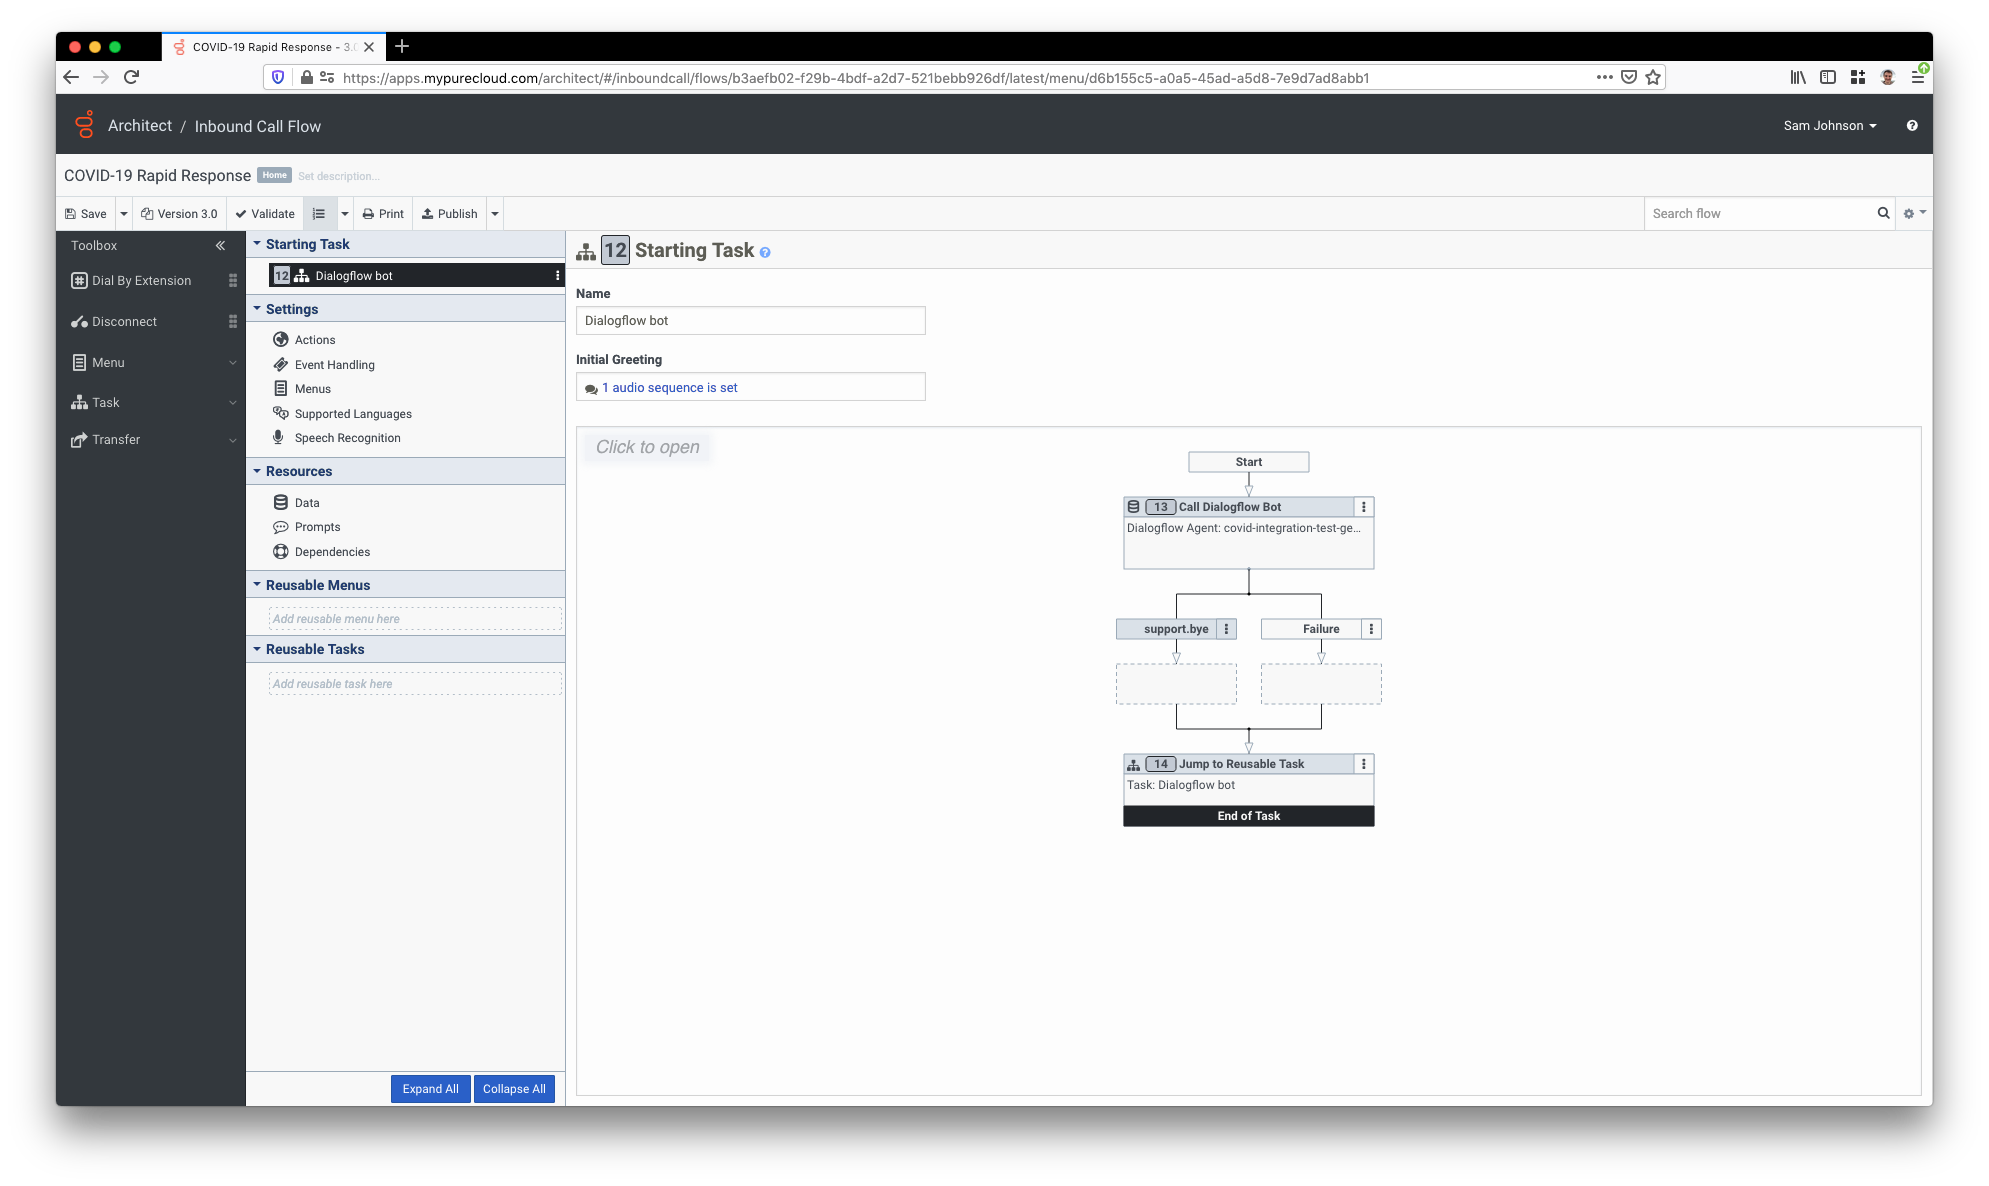 COVID-19 Rapid Response - 3.0
https://apps.mypurecloud.com/architect/#/inboundcall/flows/b3aefb02-f29b-4bdf-a2d7-521bebb926df/latest/menu/d6b155c5-a0a5-45ad-a5d8-7e9d7ad8abb1
Architect / Inbound Call Flow
Sam Johnson
COVID-19 Rapid Response Home Set description...
Save Version 3.0 Validate Print Publish
Search flow
Toolbox
Dial By Extension
Disconnect
Menu
Task
Transfer
Starting Task
12 Dialogflow bot
Settings
Actions
Event Handling
Menus
Supported Languages
Speech Recognition
Resources
Data
Prompts
Dependencies
Reusable Menus
Add reusable menu here
Reusable Tasks
Add reusable task here
Expand All Collapse All
12 Starting Task ?
Name
Dialogflow bot
Initial Greeting
1 audio sequence is set
Click to open
Start
13 Call Dialogflow Bot
Dialogflow Agent: covid-integration-test-ge...
support.bye Failure
14 Jump to Reusable Task
Task: Dialogflow bot
End of Task